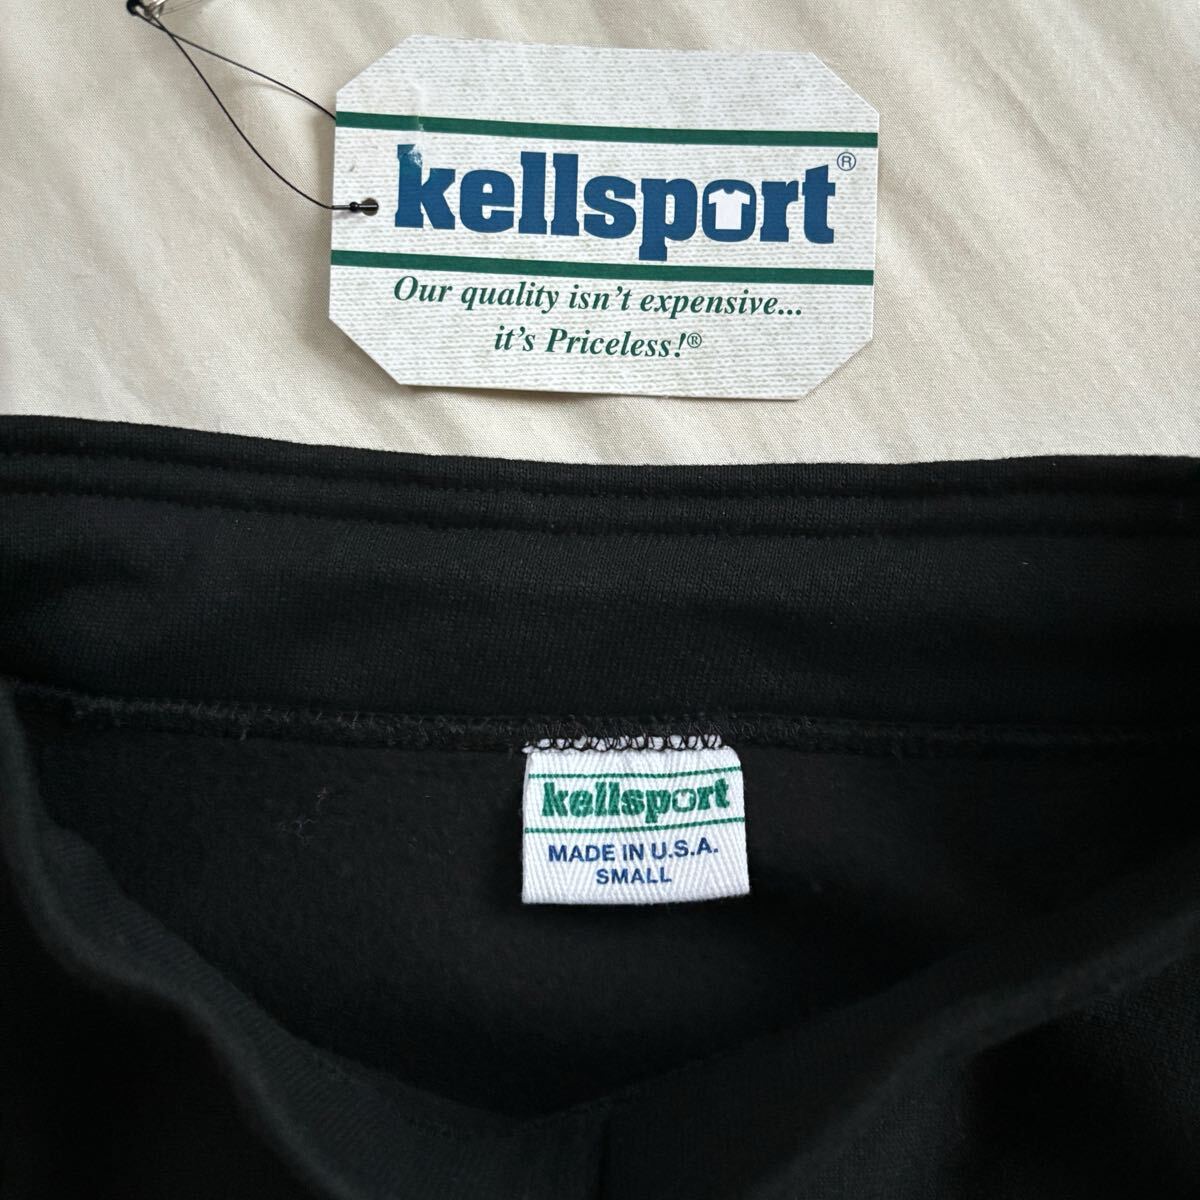 kellsport®
Our quality isn't expensive...
it's Priceless!®
kellsport
MADE IN U.S.A.
SMALL